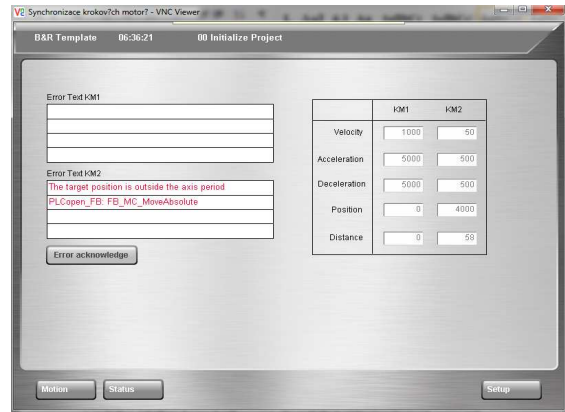 Synchronizace krokov?ch motor? - VNC Viewer
B&R Template 06:36:21 00 Initialize Project
Error Text KM1
Error Text KM2
The target position is outside the axis period
PLCopen_FB: FB_MC_MoveAbsolute
Error acknowledge
KM1 KM2
Velocity 1000 50
Acceleration 5000 500
Deceleration 5000 500
Position 0 4000
Distance 0 58
Motion Status Setup